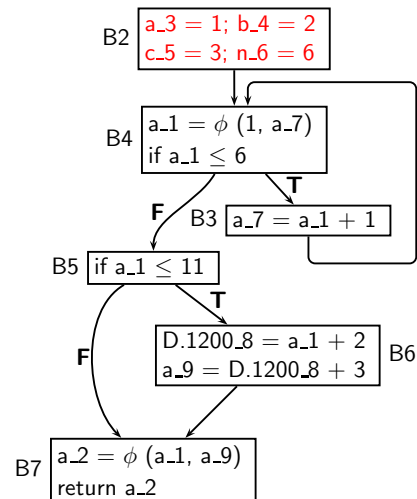 B2
a_3 = 1; b_4 = 2
c_5 = 3; n_6 = 6
B4
a_1 = ϕ (1, a_7)
if a_1 ≤ 6
F
T
B3
a_7 = a_1 + 1
B5
if a_1 ≤ 11
F
T
D.1200_8 = a_1 + 2
a_9 = D.1200_8 + 3
B6
B7
a_2 = ϕ (a_1, a_9)
return a_2